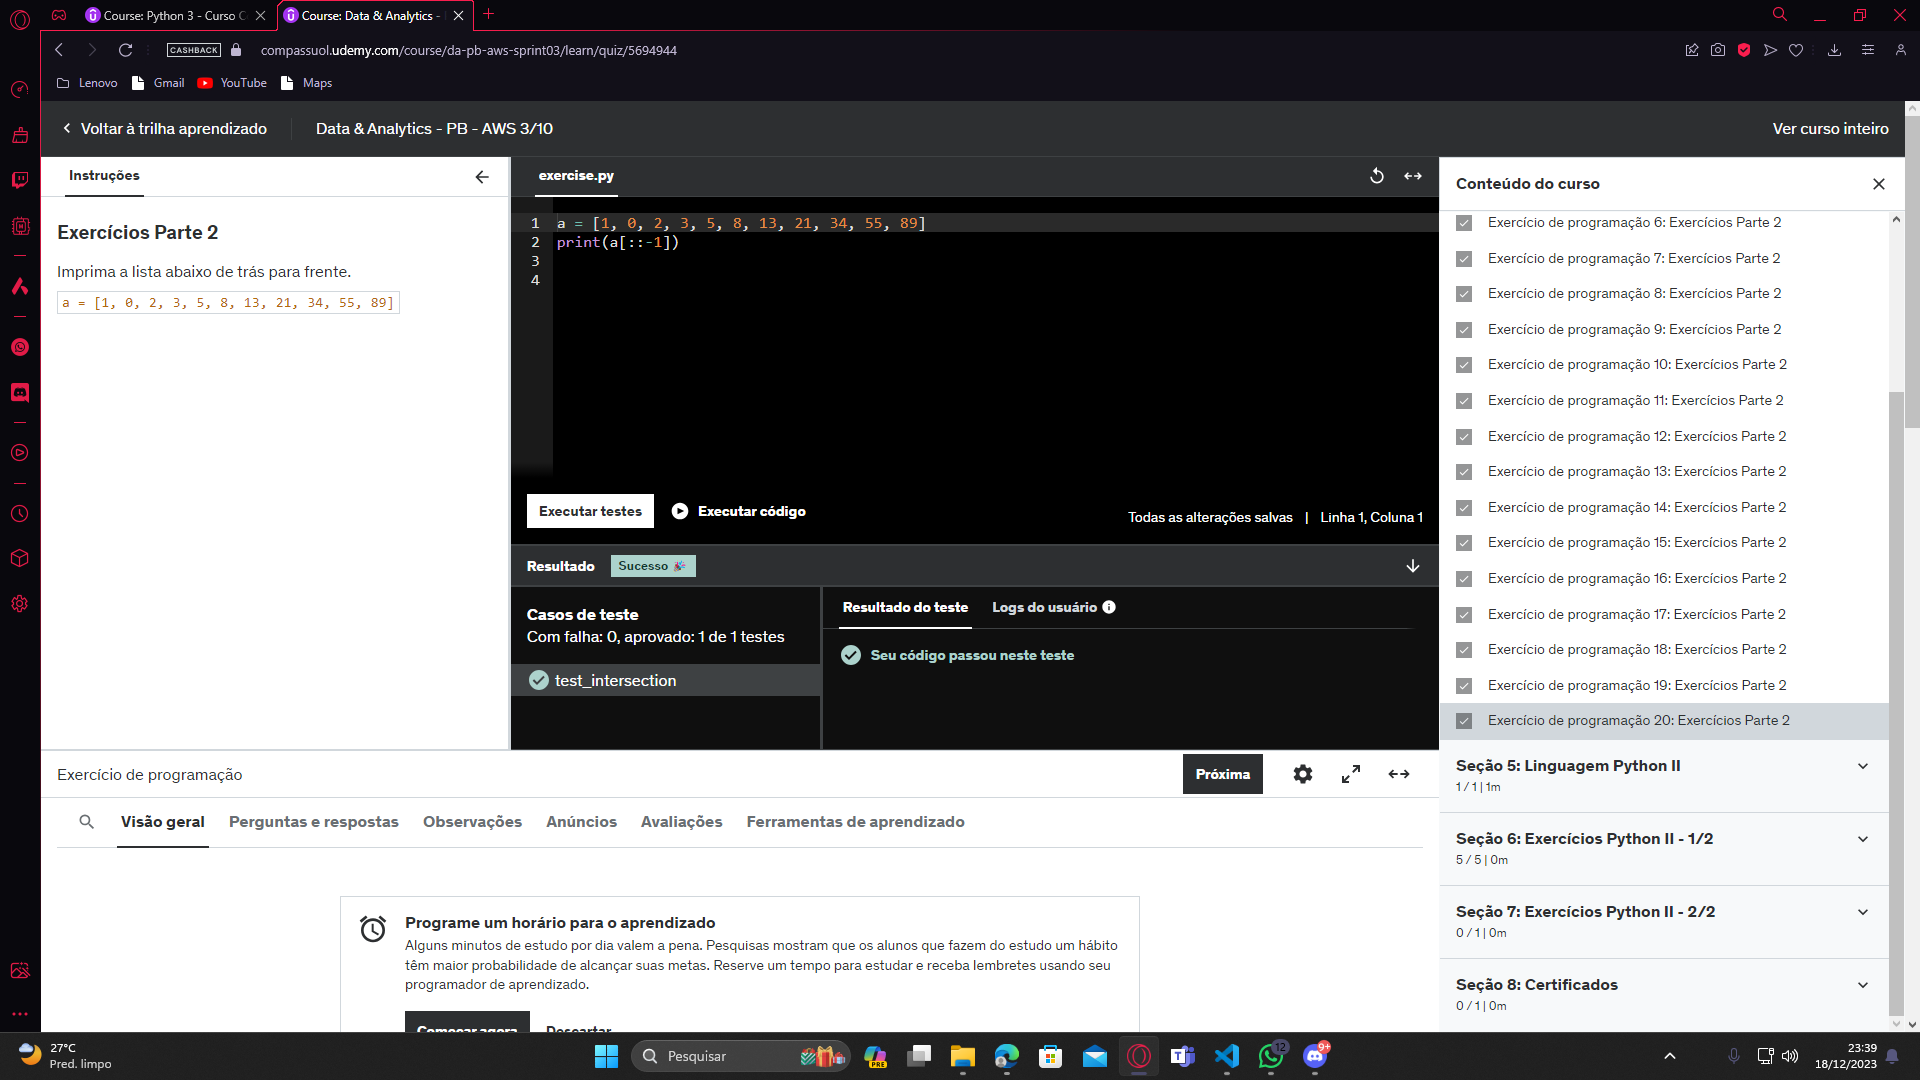 Course: Python 3 - Curso C
Course: Data & Analytics -
CASHBACK
compassuol.udemy.com/course/da-pb-aws-sprint03/learn/quiz/5694944
Lenovo
Gmail
YouTube
Maps
Voltar à trilha aprendizado
Data & Analytics - PB - AWS 3/10
Ver curso inteiro
Instruções
Exercícios Parte 2
Imprima a lista abaixo de trás para frente.
a = [1, 0, 2, 3, 5, 8, 13, 21, 34, 55, 89]
exercise.py
1 a = [1, 0, 2, 3, 5, 8, 13, 21, 34, 55, 89]
2 print(a[::-1])
3
4
Executar testes
Executar código
Todas as alterações salvas | Linha 1, Coluna 1
Resultado
Sucesso
Casos de teste
Com falha: 0, aprovado: 1 de 1 testes
test_intersection
Resultado do teste
Logs do usuário
Seu código passou neste teste
Conteúdo do curso
Exercício de programação 6: Exercícios Parte 2
Exercício de programação 7: Exercícios Parte 2
Exercício de programação 8: Exercícios Parte 2
Exercício de programação 9: Exercícios Parte 2
Exercício de programação 10: Exercícios Parte 2
Exercício de programação 11: Exercícios Parte 2
Exercício de programação 12: Exercícios Parte 2
Exercício de programação 13: Exercícios Parte 2
Exercício de programação 14: Exercícios Parte 2
Exercício de programação 15: Exercícios Parte 2
Exercício de programação 16: Exercícios Parte 2
Exercício de programação 17: Exercícios Parte 2
Exercício de programação 18: Exercícios Parte 2
Exercício de programação 19: Exercícios Parte 2
Exercício de programação 20: Exercícios Parte 2
Seção 5: Linguagem Python II
1 / 1 | 1m
Seção 6: Exercícios Python II - 1/2
5 / 5 | 0m
Seção 7: Exercícios Python II - 2/2
0 / 1 | 0m
Seção 8: Certificados
0 / 1 | 0m
Exercício de programação
Próxima
Visão geral
Perguntas e respostas
Observações
Anúncios
Avaliações
Ferramentas de aprendizado
Programe um horário para o aprendizado
Alguns minutos de estudo por dia valem a pena. Pesquisas mostram que os alunos que fazem do estudo um hábito
têm maior probabilidade de alcançar suas metas. Reserve um tempo para estudar e receba lembretes usando seu
programador de aprendizado.
Começar agora
Descartar
27°C
Pred. limpo
Pesquisar
PRE
12
9+
23:39
18/12/2023